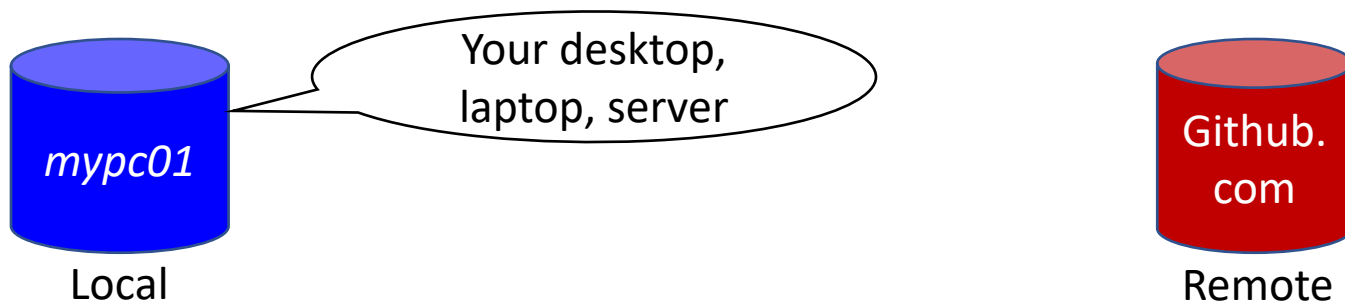 Your desktop,
laptop, server
mypc01
Local
Github.
com
Remote